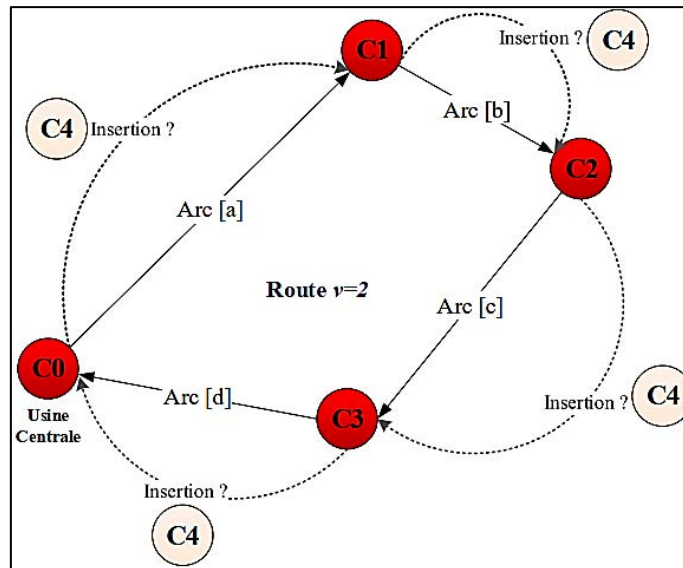 C1
Insertion ?
C4
C4
Insertion ?
Arc [b]
C2
Arc [a]
Route v=2
Arc [c]
C0
Usine
Centrale
Arc [d]
C3
Insertion ?
C4
Insertion ?
C4